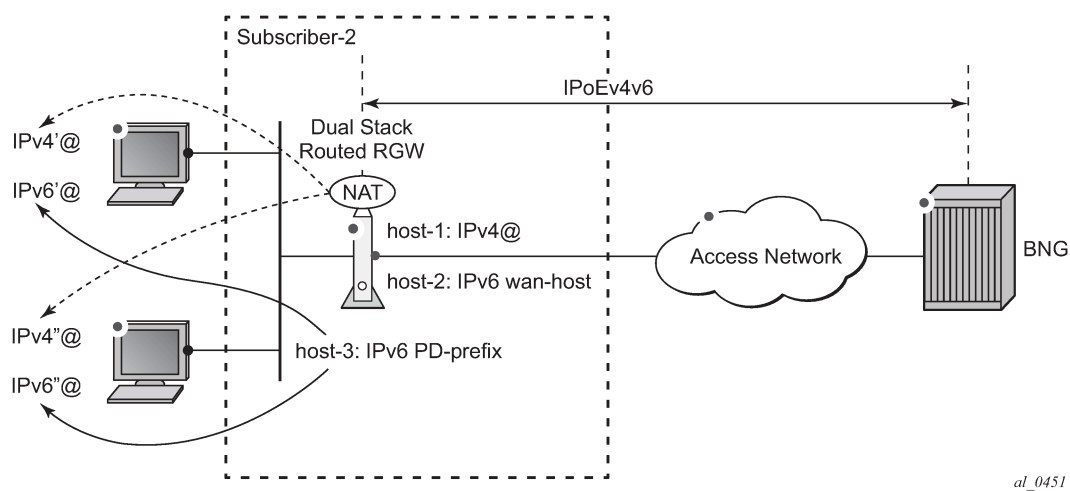 Subscriber-2
IPoEv4v6
Dual Stack
Routed RGW
IPv4’@
IPv6’@
NAT
host-1: IPv4@
host-2: IPv6 wan-host
Access Network
BNG
IPv4”@
IPv6”@
host-3: IPv6 PD-prefix
al_0451